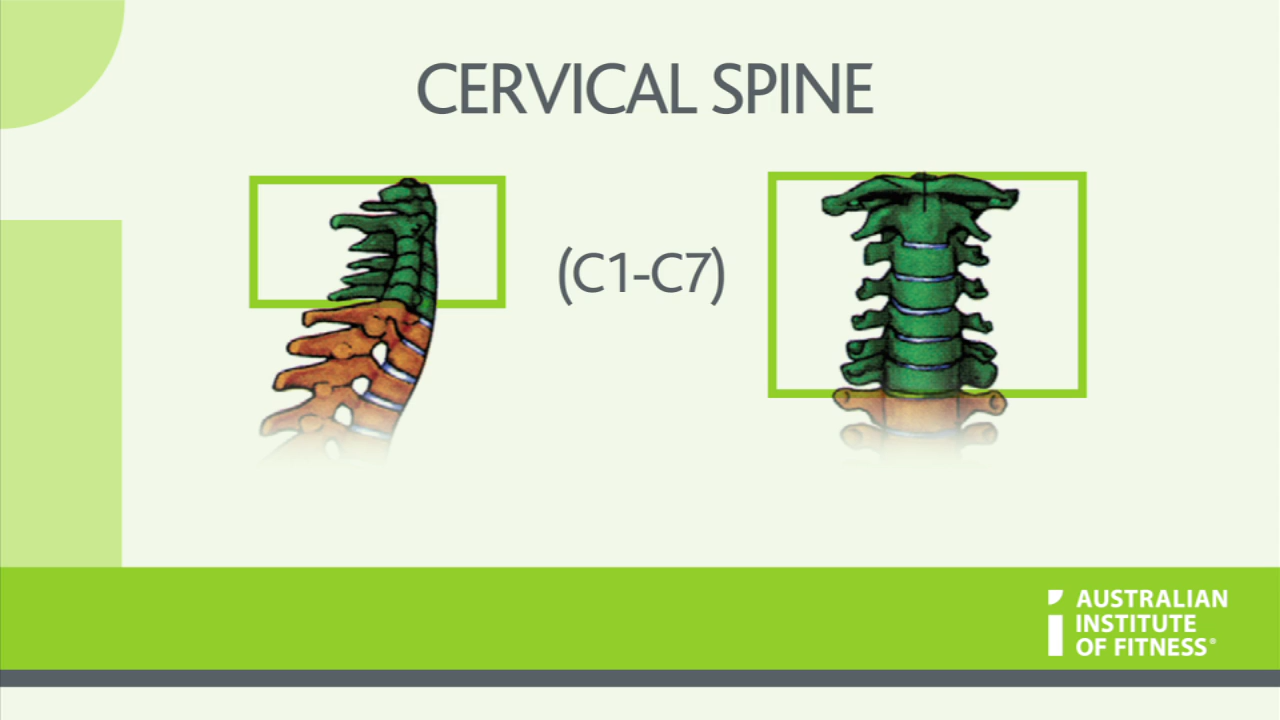 CERVICAL SPINE
(C1-C7)
AUSTRALIAN
INSTITUTE
OF FITNESS®